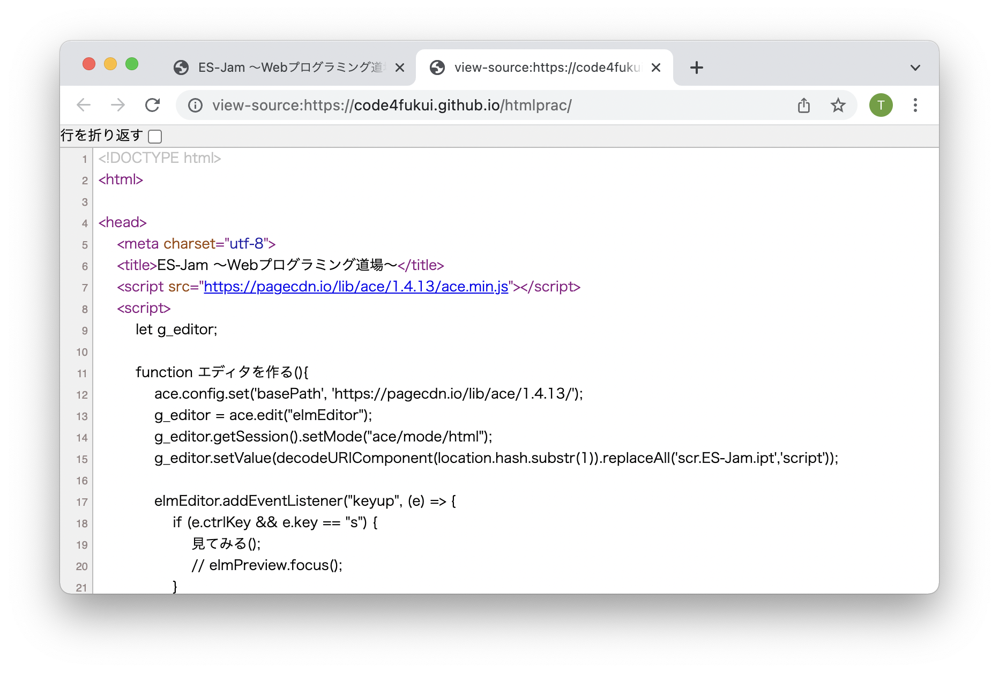 ES-Jam 〜Webプログラミング道場
view-source:https://code4fukui
view-source:https://code4fukui.github.io/htmlprac/
T
行を折り返す
1 <!DOCTYPE html>
2 <html>
3
4 <head>
5 <meta charset="utf-8">
6 <title>ES-Jam 〜Webプログラミング道場〜</title>
7 <script src="https://pagecdn.io/lib/ace/1.4.13/ace.min.js"></script>
8 <script>
9 let g_editor;
10
11 function エディタを作る(){
12 ace.config.set('basePath', 'https://pagecdn.io/lib/ace/1.4.13/');
13 g_editor = ace.edit("elmEditor");
14 g_editor.getSession().setMode("ace/mode/html");
15 g_editor.setValue(decodeURIComponent(location.hash.substr(1)).replaceAll('scr.ES-Jam.ipt','script'));
16
17 elmEditor.addEventListener("keyup", (e) => {
18 if (e.ctrlKey && e.key == "s") {
19 見てみる();
20 // elmPreview.focus();
21 }